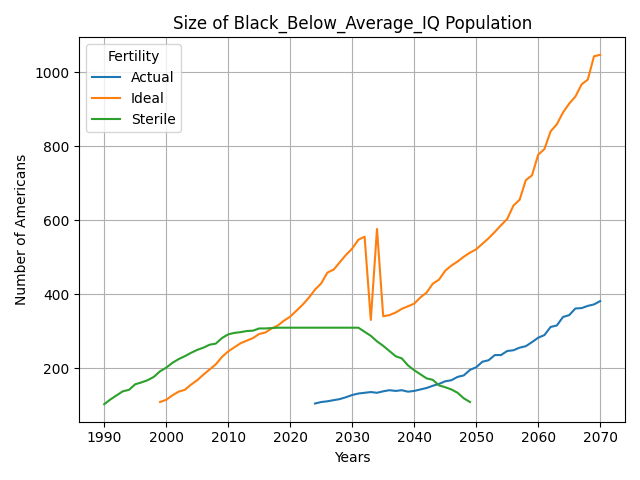 Size of Black_Below_Average_IQ Population
Fertility
Actual
Ideal
Sterile
Number of Americans
1000
800
600
400
200
1990 2000 2010 2020 2030 2040 2050 2060 2070
Years